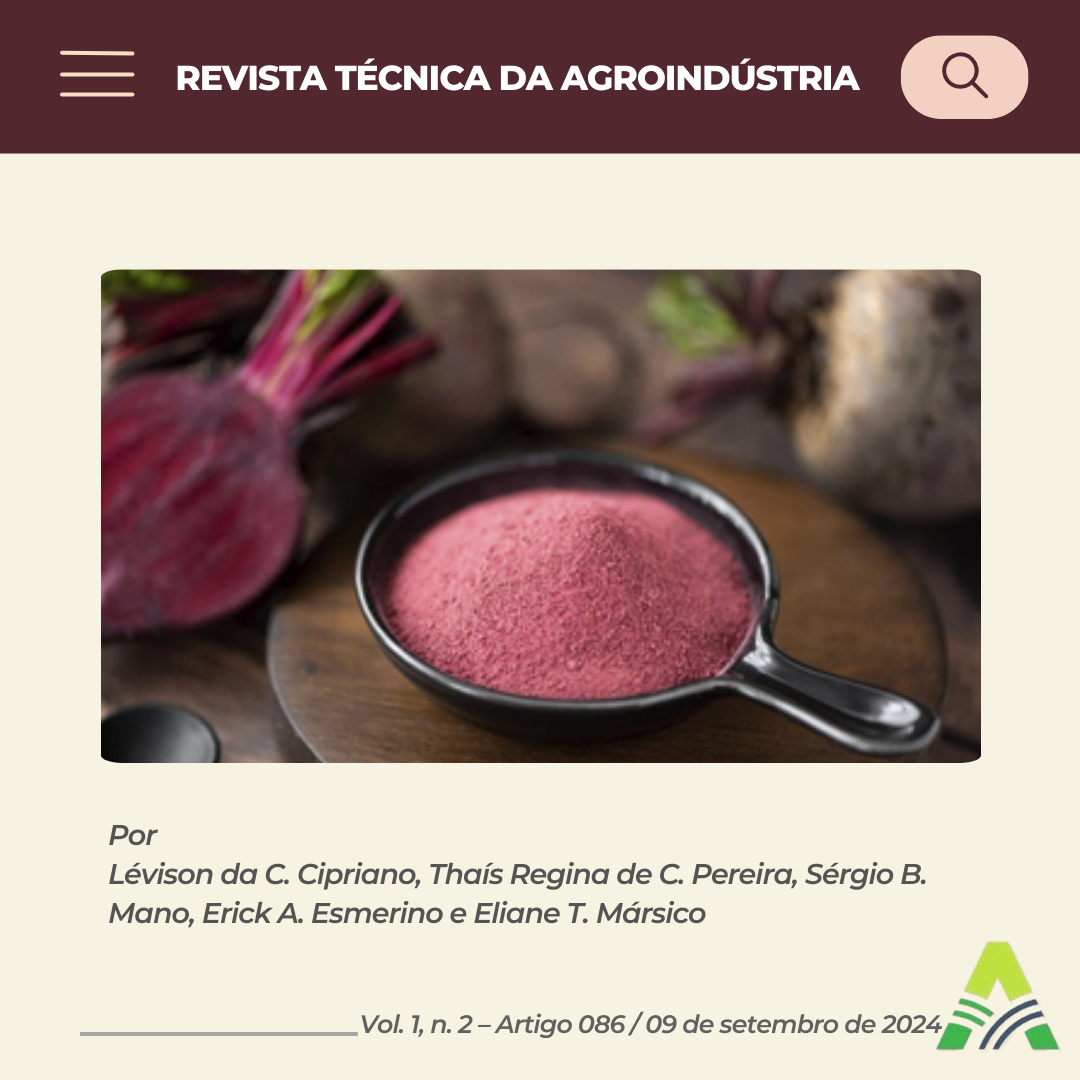 REVISTA TÉCNICA DA AGROINDÚSTRIA
Por
Lévison da C. Cipriano, Thaís Regina de C. Pereira, Sérgio B.
Mano, Erick A. Esmerino e Eliane T. Mársico
Vol. 1, n. 2 – Artigo 086 / 09 de setembro de 2024